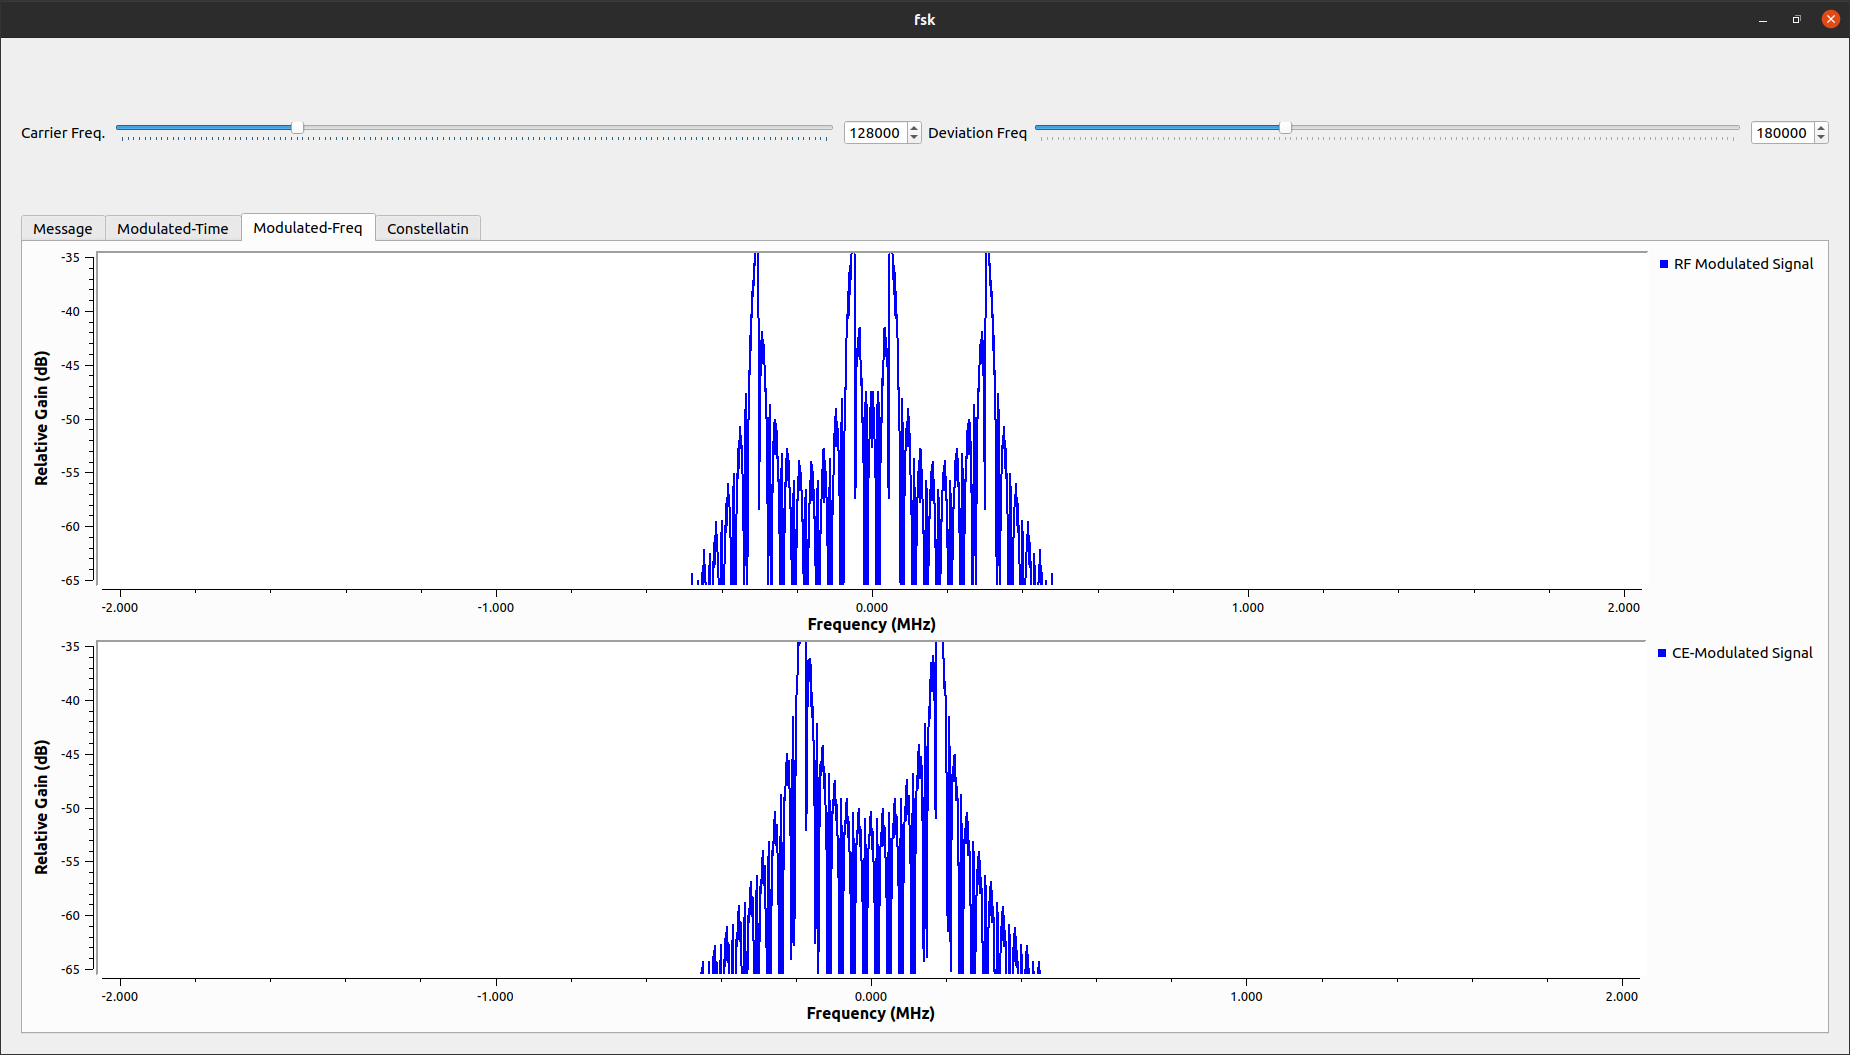 fsk
Carrier Freq. 128000 Deviation Freq 180000
Message Modulated-Time Modulated-Freq Constellatin
Relative Gain (dB)
-35
-40
-45
-50
-55
-60
-65
-2.000 -1.000 0.000 1.000 2.000
Frequency (MHz)
RF Modulated Signal
Relative Gain (dB)
-35
-40
-45
-50
-55
-60
-65
-2.000 -1.000 0.000 1.000 2.000
Frequency (MHz)
CE-Modulated Signal